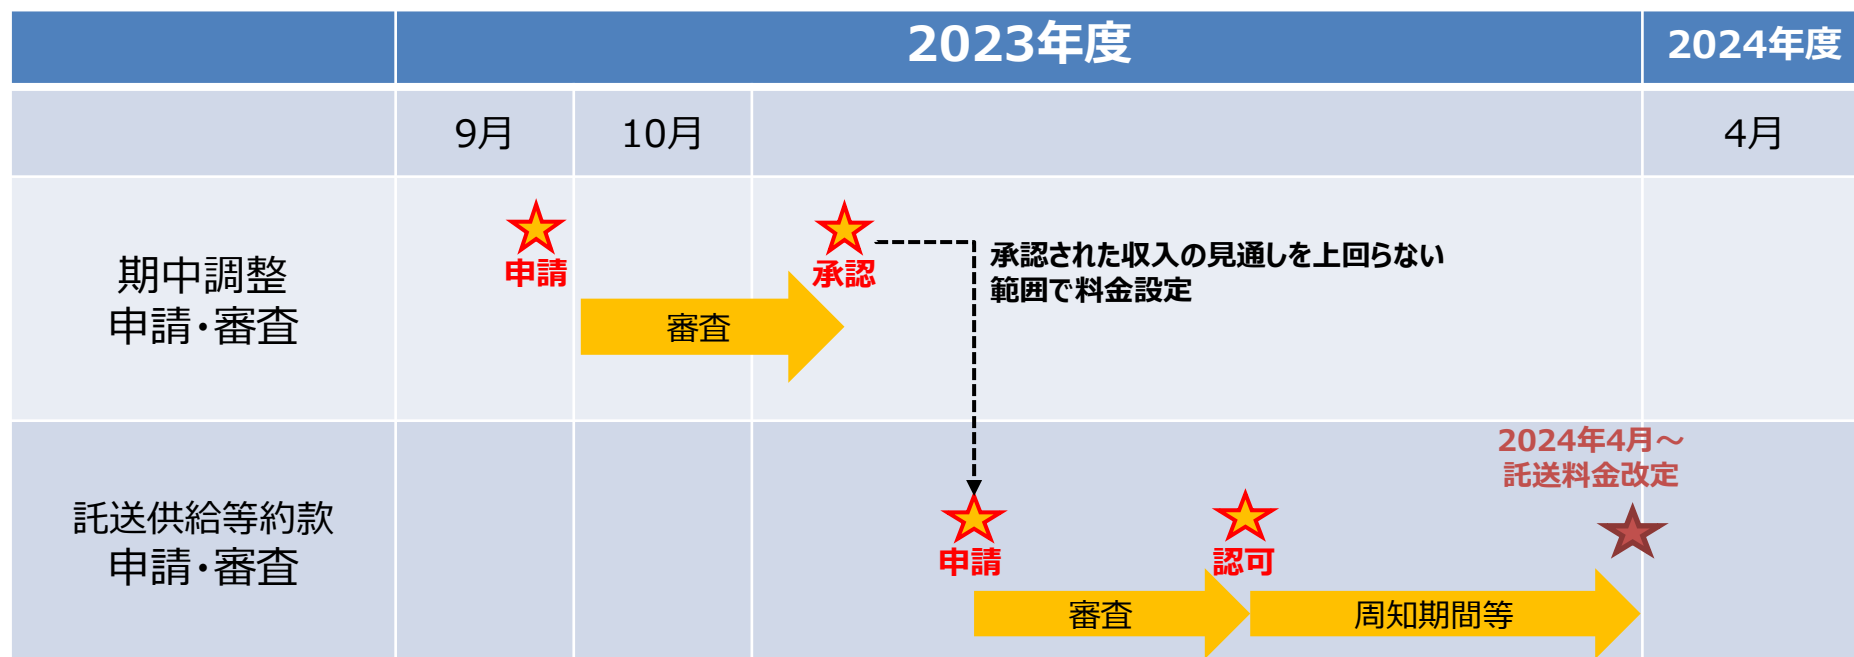 2023年度
2024年度
9月
10月
4月
期中調整
申請・審査
申請
承認
審査
承認された収入の見通しを上回らない
範囲で料金設定
託送供給等約款
申請・審査
申請
認可
審査
周知期間等
2024年4月～
託送料金改定